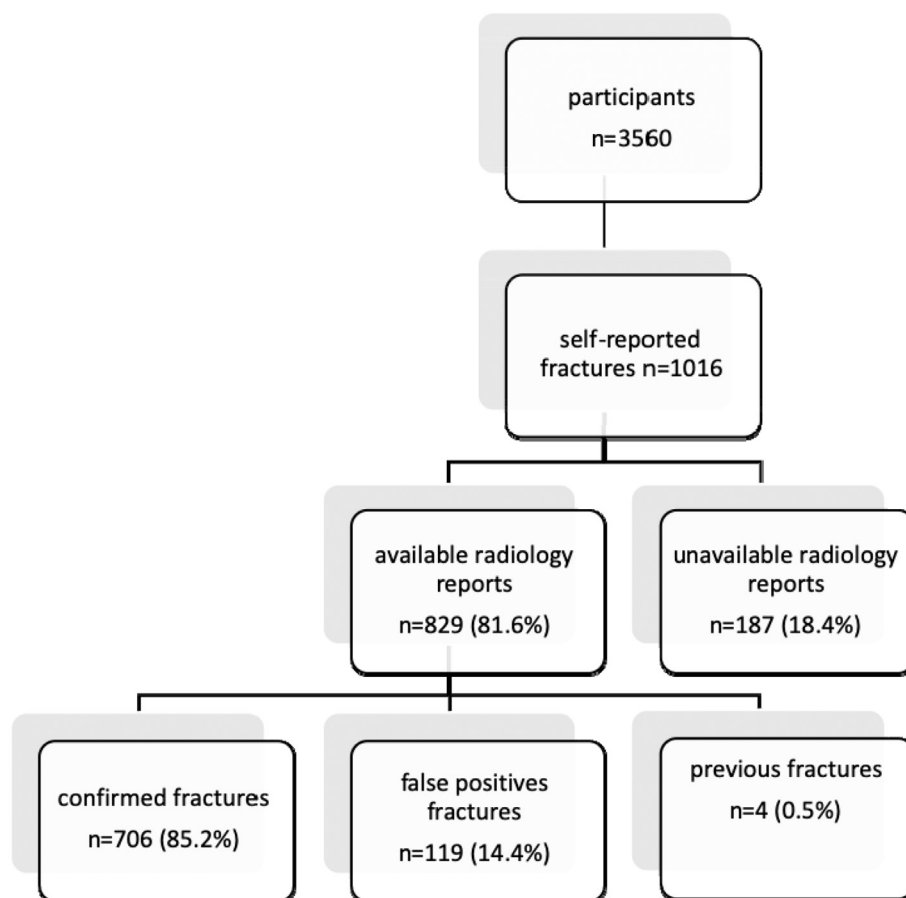 participants
n=3560
self-reported
fractures n=1016
available radiology
reports
n=829 (81.6%)
unavailable radiology
reports
n=187 (18.4%)
confirmed fractures
n=706 (85.2%)
false positives
fractures
n=119 (14.4%)
previous fractures
n=4 (0.5%)